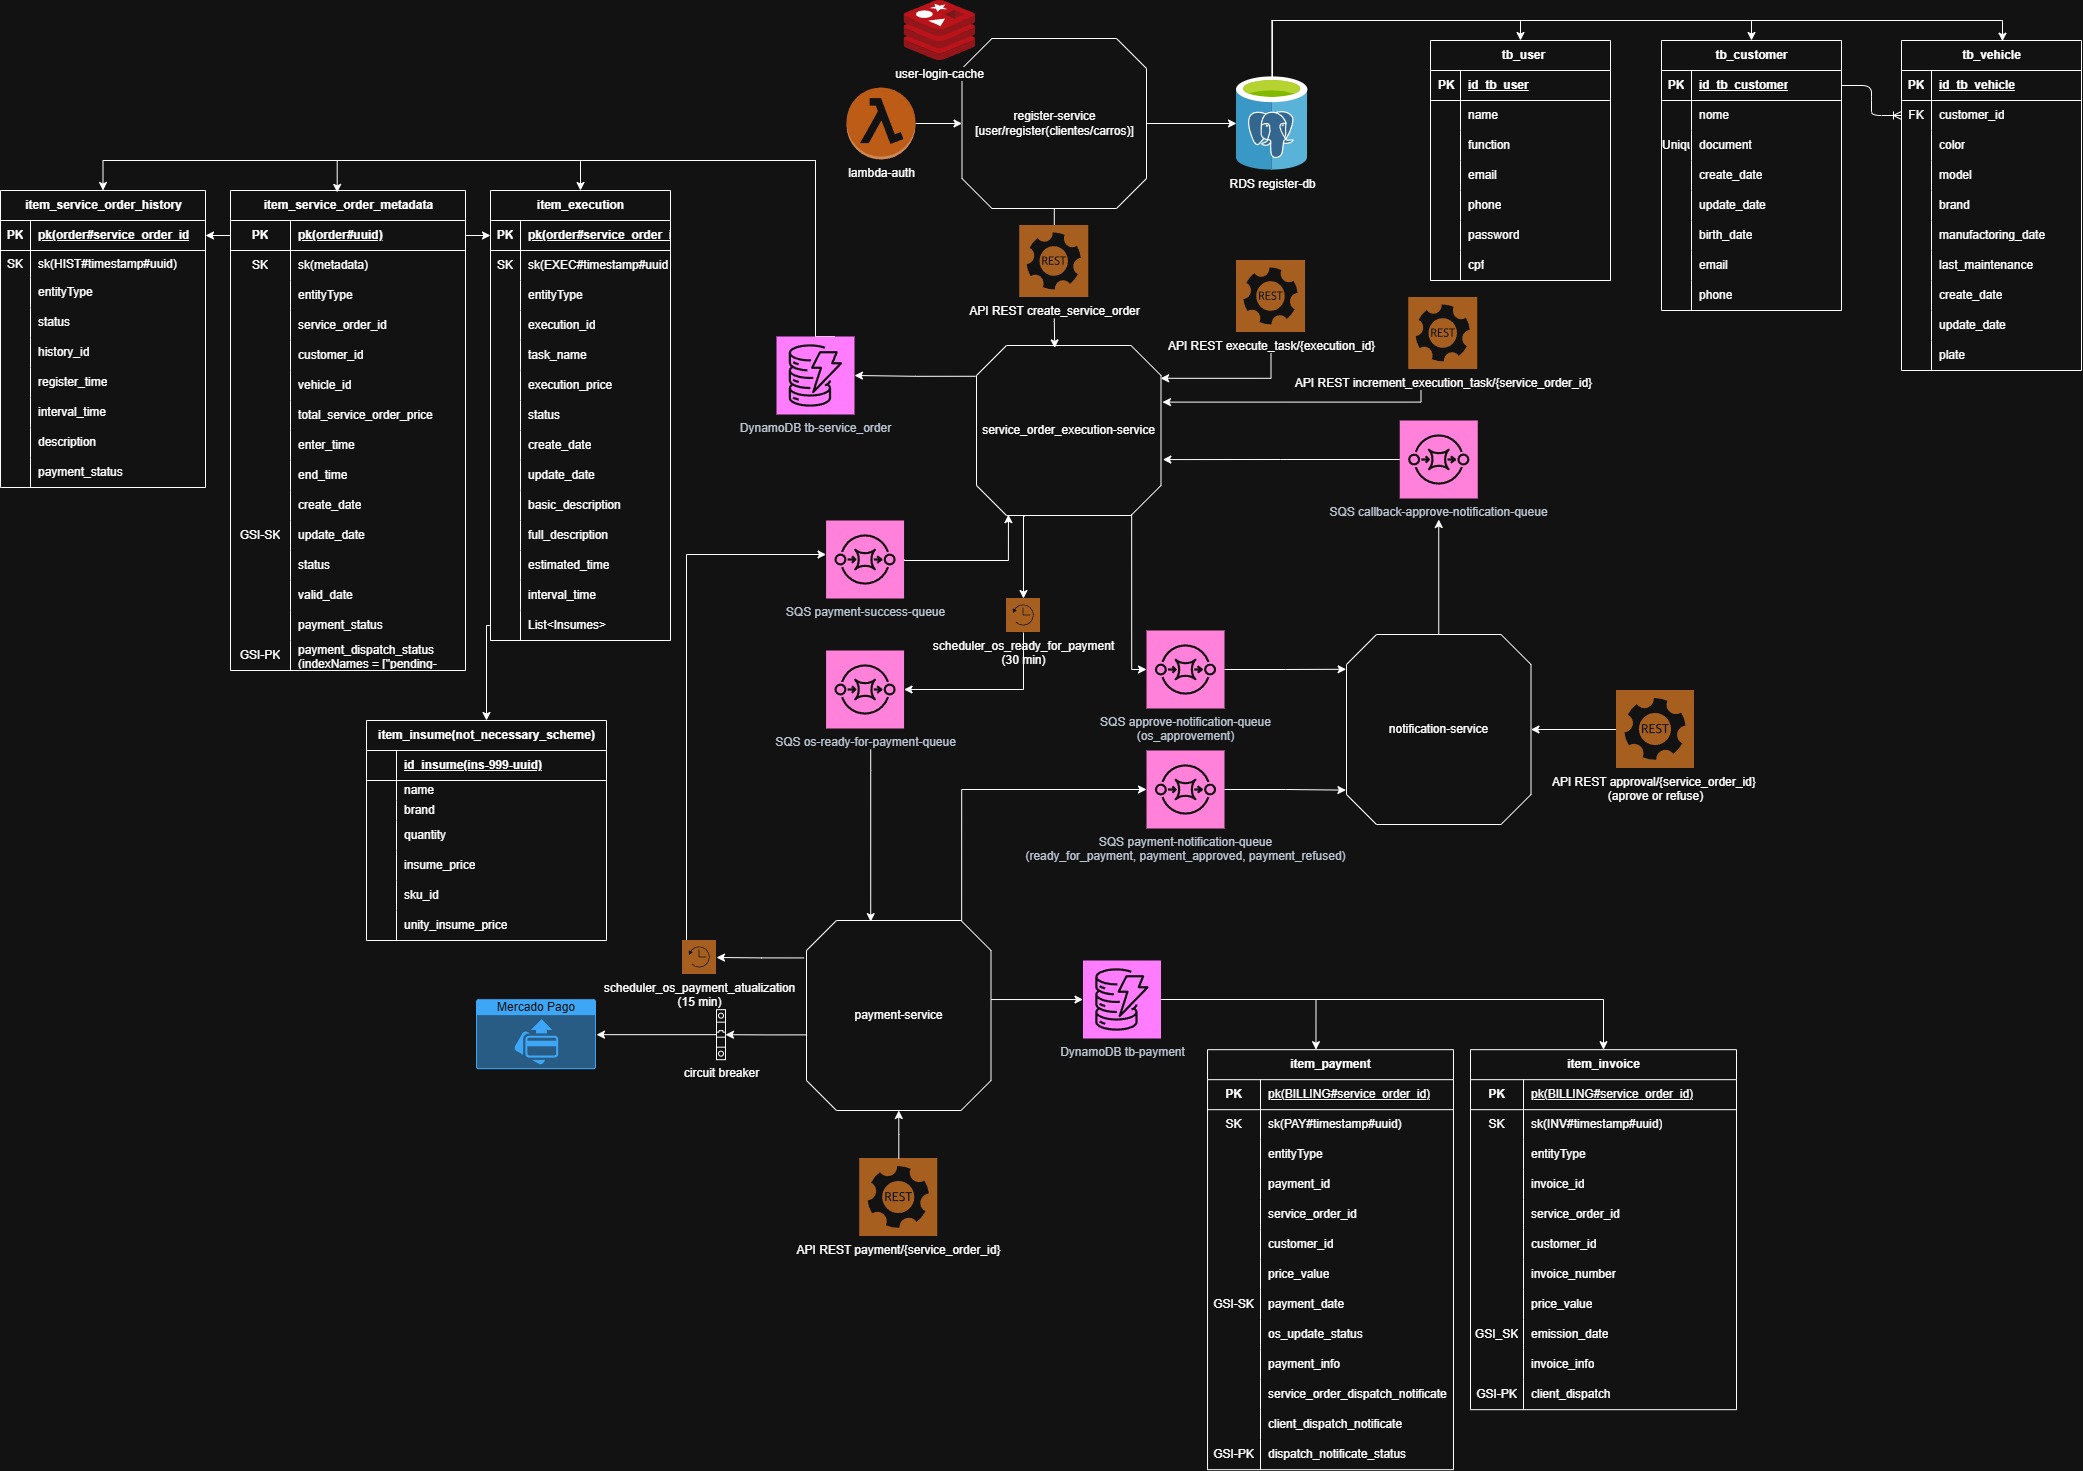 user-login-cache
lambda-auth
register-service
[user/register(clientes/carros)]
RDS register-db
tb_user
PK id_tb_user
name
function
email
phone
password
cpf
tb_customer
PK id_tb_customer
nome
document
create_date
update_date
birth_date
email
phone
tb_vehicle
PK id_tb_vehicle
FK customer_id
color
model
brand
manufactoring_date
last_maintenance
create_date
update_date
plate
item_service_order_history
PK pk(order#service_order_id
SK sk(HIST#timestamp#uuid)
entityType
status
history_id
register_time
interval_time
description
payment_status
item_service_order_metadata
PK pk(order#uuid)
SK sk(metadata)
entityType
service_order_id
customer_id
vehicle_id
total_service_order_price
enter_time
end_time
create_date
GSI-SK update_date
status
valid_date
payment_status
GSI-PK payment_dispatch_status
(indexNames = ["pending-
item_execution
PK pk(order#service_order_i
SK sk(EXEC#timestamp#uuid
entityType
execution_id
task_name
execution_price
status
create_date
update_date
basic_description
full_description
estimated_time
interval_time
List<Insumes>
REST
API REST create_service_order
REST
API REST execute_task/{execution_id}
REST
API REST increment_execution_task/{service_order_id}
DynamoDB tb-service_order
service_order_execution-service
SQS callback-approve-notification-queue
SQS payment-success-queue
scheduler_os_ready_for_payment
(30 min)
SQS os-ready-for-payment-queue
SQS approve-notification-queue
(os_approvement)
notification-service
REST
API REST approval/{service_order_id}
(aprove or refuse)
SQS payment-notification-queue
(ready_for_payment, payment_approved, payment_refused)
item_insume(not_necessary_scheme)
id_insume(ins-999-uuid)
name
brand
quantity
insume_price
sku_id
unity_insume_price
scheduler_os_payment_atualization
(15 min)
Mercado Pago
circuit breaker
payment-service
DynamoDB tb-payment
REST
API REST payment/{service_order_id}
item_payment
PK pk(BILLING#service_order_id)
SK sk(PAY#timestamp#uuid)
entityType
payment_id
service_order_id
customer_id
price_value
GSI-SK payment_date
os_update_status
payment_info
service_order_dispatch_notificate
client_dispatch_notificate
GSI-PK dispatch_notificate_status
item_invoice
PK pk(BILLING#service_order_id)
SK sk(INV#timestamp#uuid)
entityType
invoice_id
service_order_id
customer_id
invoice_number
price_value
GSI_SK emission_date
invoice_info
GSI-PK client_dispatch